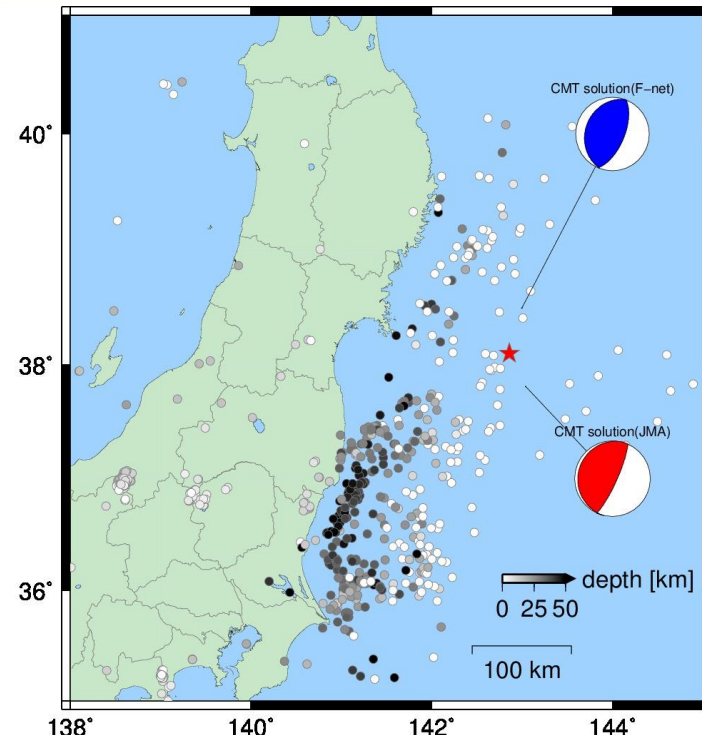 CMT solution(F-net)
40°
38°
CMT solution(JMA)
36°
depth [km]
0 25 50
100 km
138° 140° 142° 144°